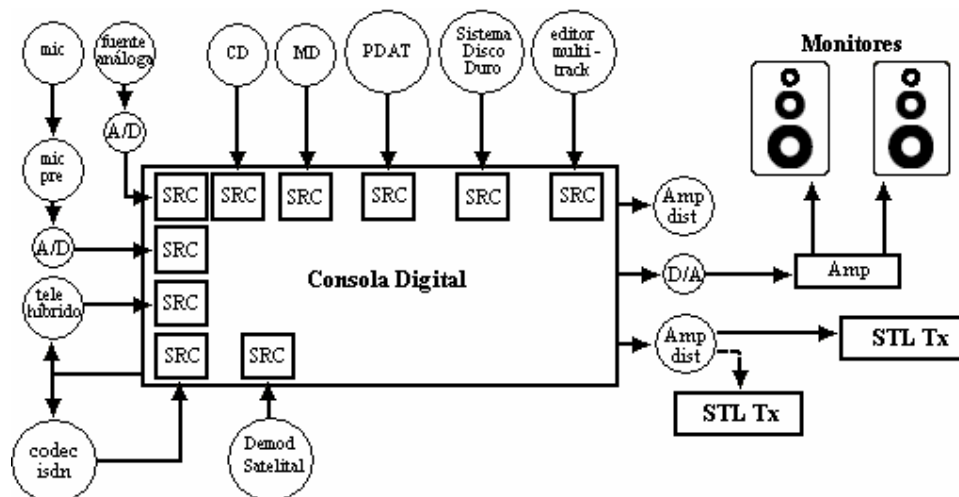 mic
fuente
análoga
CD
MD
PDAT
Sistema
Disco
Duro
editor
multi -
track
Monitores
A/D
mic
pre
SRC
SRC
SRC
SRC
SRC
SRC
Amp
dist
A/D
SRC
Consola Digital
D/A
Amp
tele
híbrido
SRC
SRC
SRC
Amp
dist
STL Tx
STL Tx
codec
isdn
Demod
Satelital